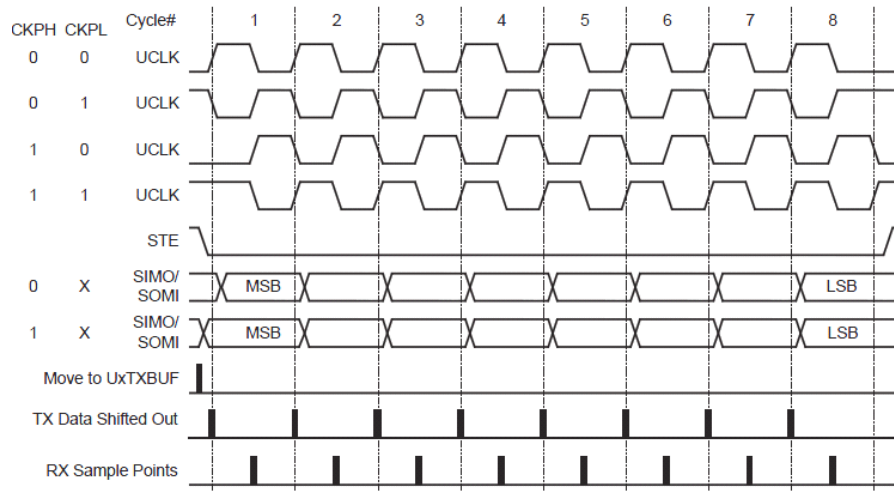 CKPH CKPL Cycle# 1 2 3 4 5 6 7 8
0 0 UCLK
0 1 UCLK
1 0 UCLK
1 1 UCLK
STE
0 X SIMO/ SOMI MSB LSB
1 X SIMO/ SOMI MSB LSB
Move to UxTXBUF
TX Data Shifted Out
RX Sample Points